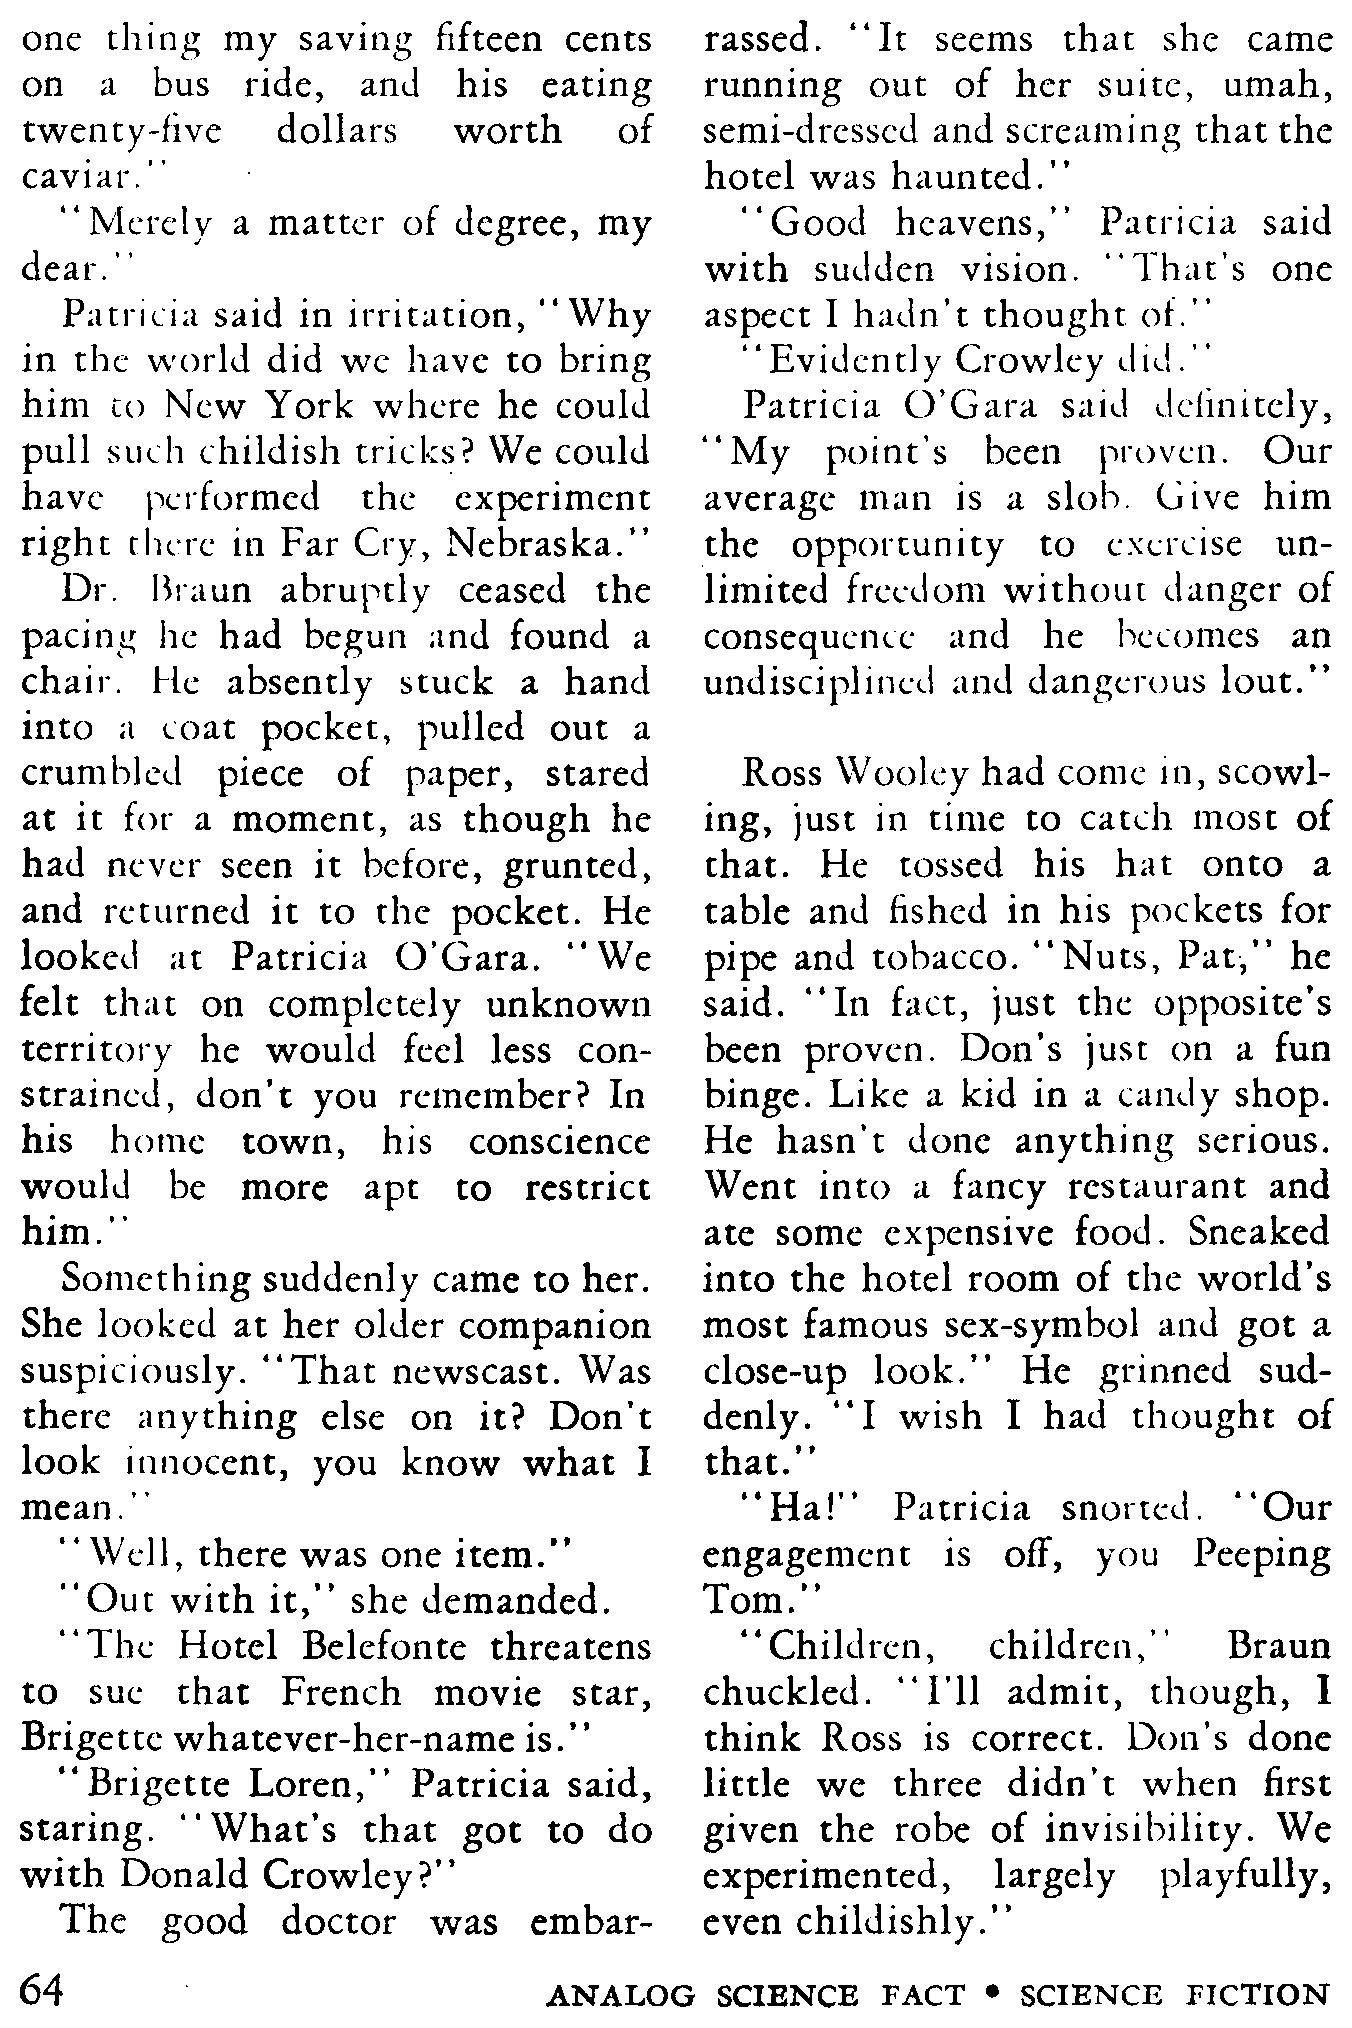 one thing my saving fifteen cents
on a bus ride, and his eating
twenty-five dollars worth of
caviar."
"Merely a matter of degree, my
dear."
Patricia said in irritation, "Why
in the world did we have to bring
him to New York where he could
pull such childish tricks? We could
have performed the experiment
right there in Far Cry, Nebraska."
Dr. Braun abruptly ceased the
pacing he had begun and found a
chair. He absently stuck a hand
into a coat pocket, pulled out a
crumbled piece of paper, stared
at it for a moment, as though he
had never seen it before, grunted,
and returned it to the pocket. He
looked at Patricia O'Gara. "We
felt that on completely unknown
territory he would feel less con-
strained, don't you remember? In
his home town, his conscience
would be more apt to restrict
him."
Something suddenly came to her.
She looked at her older companion
suspiciously. "That newscast. Was
there anything else on it? Don't
look innocent, you know what I
mean."
"Well, there was one item."
"Out with it," she demanded.
"The Hotel Belefonte threatens
to sue that French movie star,
Brigette whatever-her-name is."
"Brigette Loren," Patricia said,
staring. "What's that got to do
with Donald Crowley?"
The good doctor was embar-
rassed. "It seems that she came
running out of her suite, umah,
semi-dressed and screaming that the
hotel was haunted."
"Good heavens," Patricia said
with sudden vision. "That's one
aspect I hadn't thought of."
"Evidently Crowley did."
Patricia O'Gara said definitely,
"My point's been proven. Our
average man is a slob. Give him
the opportunity to exercise un-
limited freedom without danger of
consequence and he becomes an
undisciplined and dangerous lout."
Ross Wooley had come in, scowl-
ing, just in time to catch most of
that. He tossed his hat onto a
table and fished in his pockets for
pipe and tobacco. "Nuts, Pat," he
said. "In fact, just the opposite's
been proven. Don's just on a fun
binge. Like a kid in a candy shop.
He hasn't done anything serious.
Went into a fancy restaurant and
ate some expensive food. Sneaked
into the hotel room of the world's
most famous sex-symbol and got a
close-up look." He grinned sud-
denly. "I wish I had thought of
that."
"Ha!" Patricia snorted. "Our
engagement is off, you Peeping
Tom."
"Children, children," Braun
chuckled. "I'll admit, though, I
think Ross is correct. Don's done
little we three didn't when first
given the robe of invisibility. We
experimented, largely playfully,
even childishly."
64 ANALOG SCIENCE FACT • SCIENCE FICTION